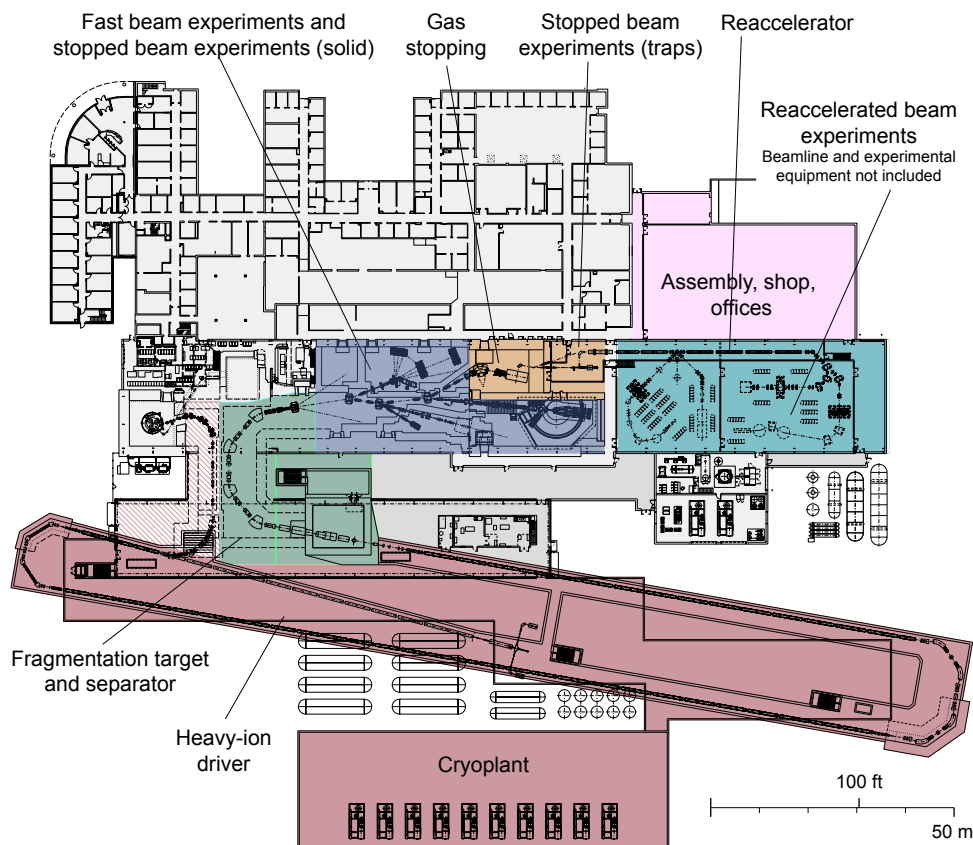 Fast beam experiments and
stopped beam experiments (solid)
Gas
stopping
Stopped beam
experiments (traps)
Reaccelerator
Reaccelerated beam
experiments
Beamline and experimental
equipment not included
Assembly, shop,
offices
Fragmentation target
and separator
Heavy-ion
driver
Cryoplant
100 ft
50 m